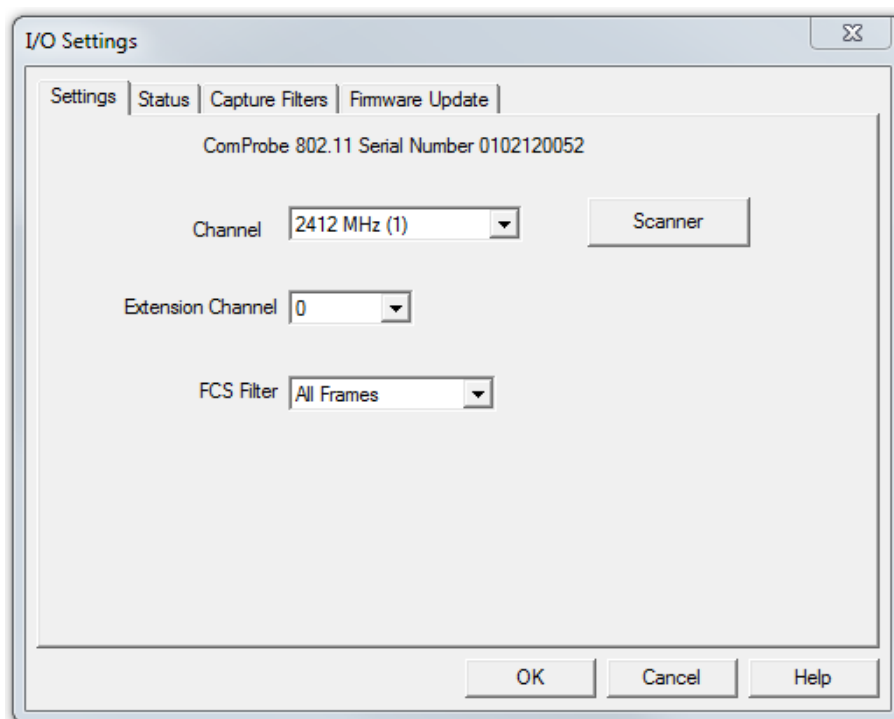 I/O Settings
Settings Status Capture Filters Firmware Update
ComProbe 802.11 Serial Number 0102120052
Channel 2412 MHz (1) Scanner
Extension Channel 0
FCS Filter All Frames
OK Cancel Help